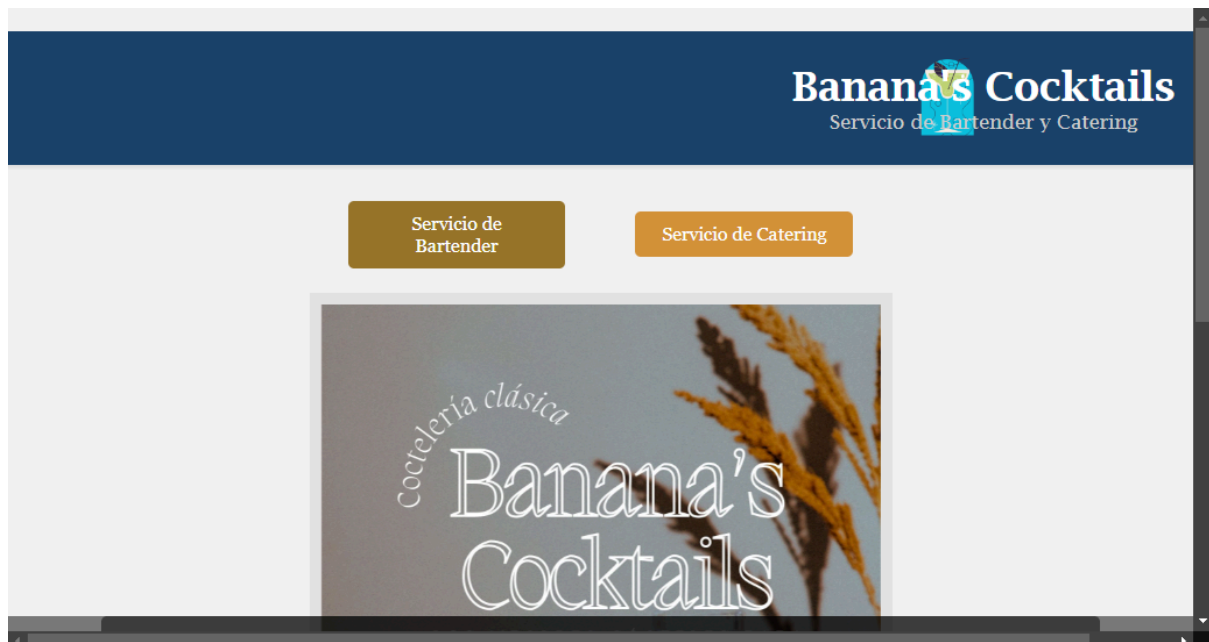 Banana's Cocktails
Servicio de Bartender y Catering
Servicio de
Bartender
Servicio de Catering
Coctelería clásica
Banana's
Cocktails